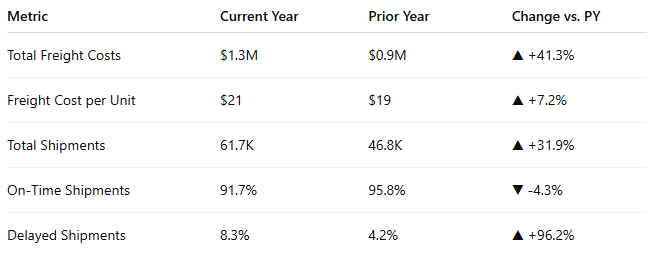 Metric Current Year Prior Year Change vs. PY
Total Freight Costs $1.3M $0.9M ▲ +41.3%
Freight Cost per Unit $21 $19 ▲ +7.2%
Total Shipments 61.7K 46.8K ▲ +31.9%
On-Time Shipments 91.7% 95.8% ▼ -4.3%
Delayed Shipments 8.3% 4.2% ▲ +96.2%